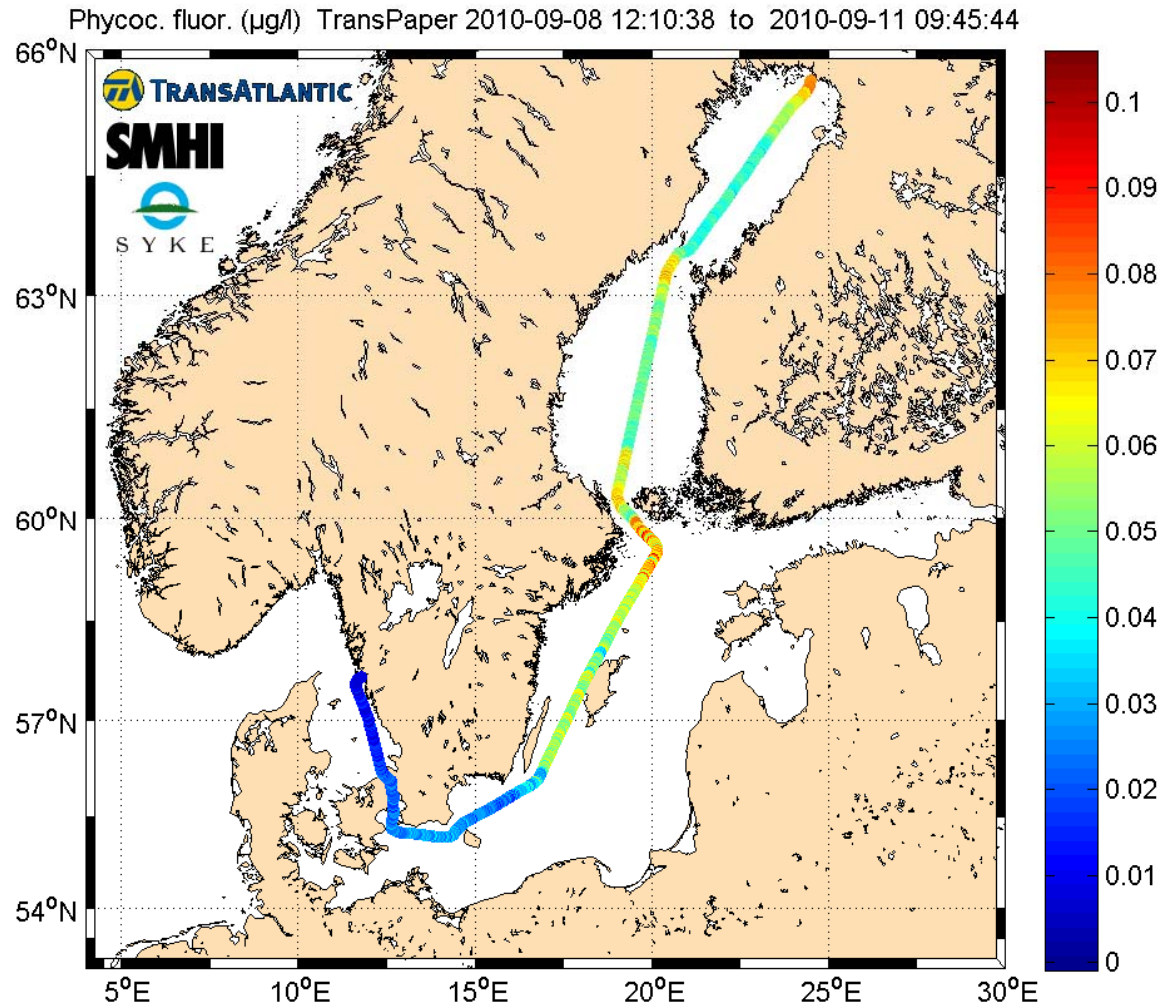 Phycoc. fluor. (µg/l) TransPaper 2010-09-08 12:10:38 to 2010-09-11 09:45:44
66°N
TRANSATLANTIC
SMHI
SYKE
63°N
60°N
57°N
54°N
5°E 10°E 15°E 20°E 25°E 30°E
0.1
0.09
0.08
0.07
0.06
0.05
0.04
0.03
0.02
0.01
0